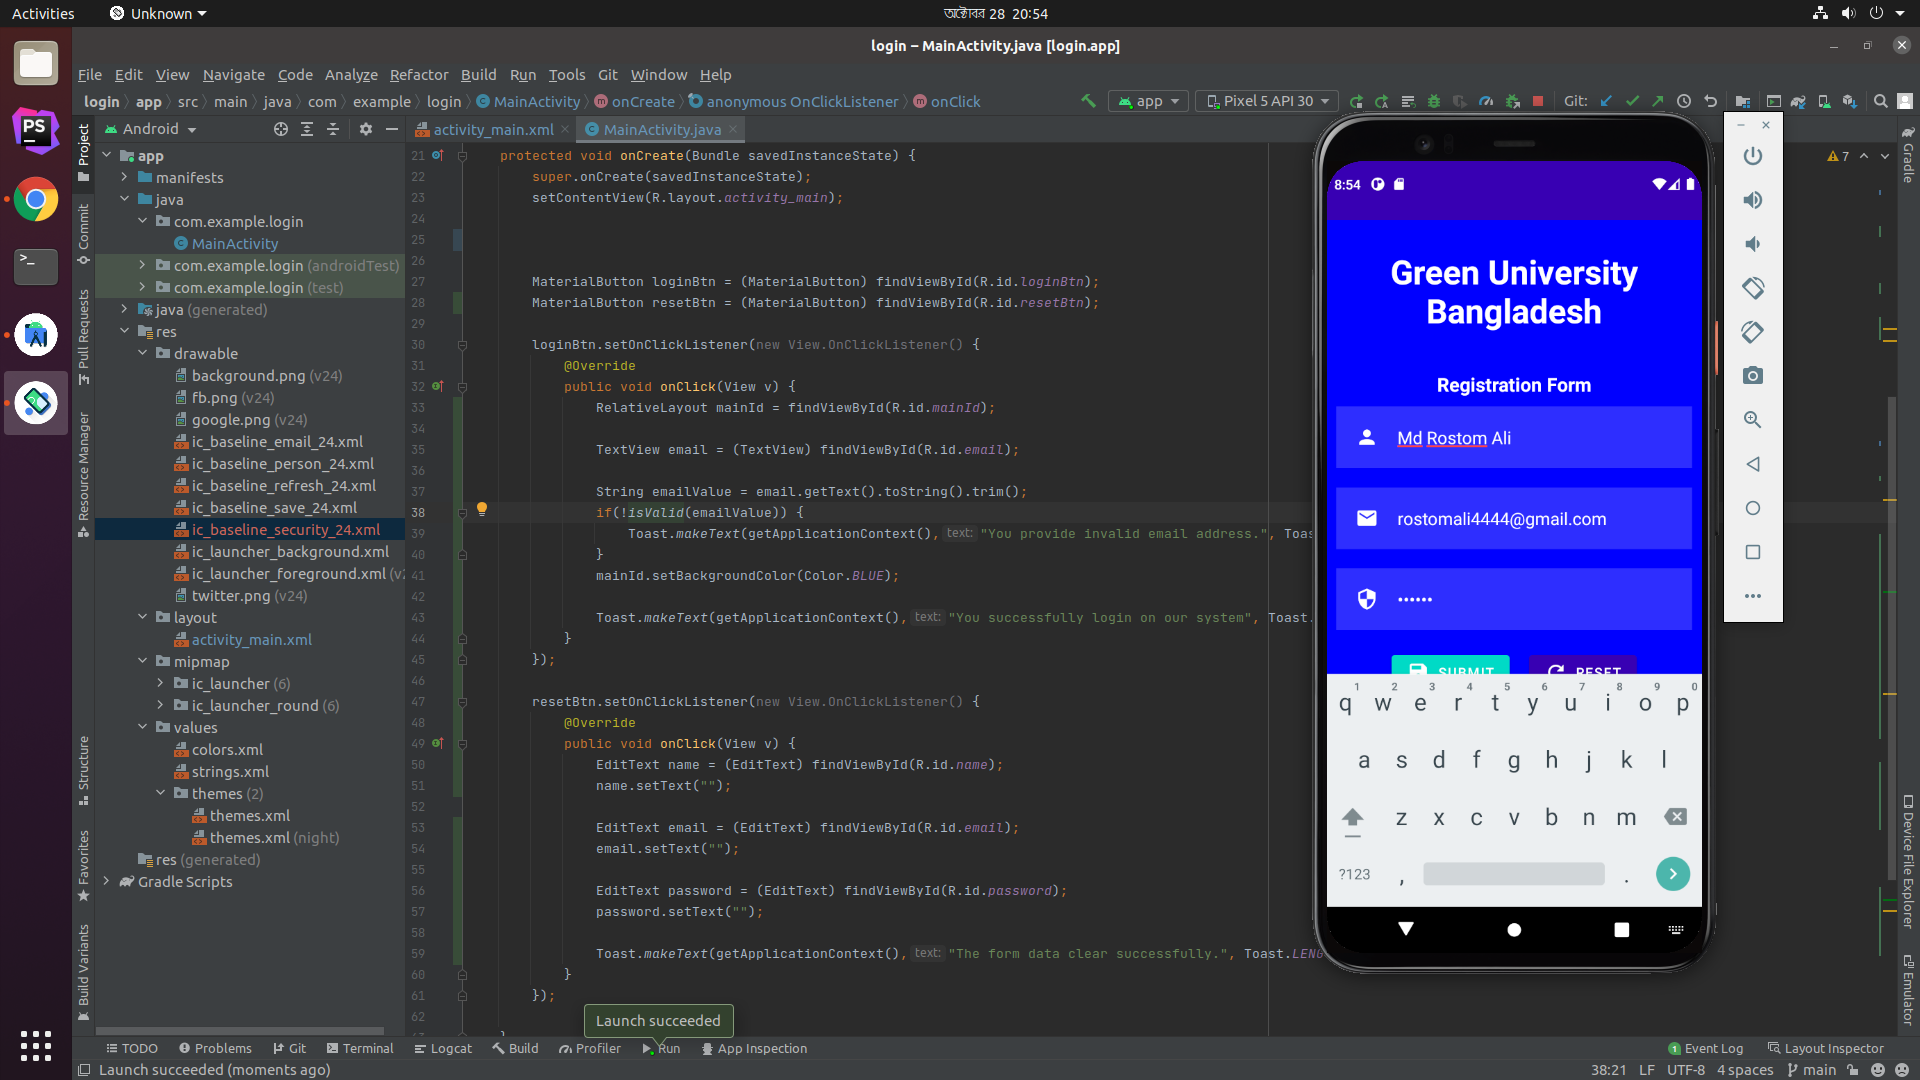 Activities
Unknown
অক্টোবর 28 20:54
login – MainActivity.java [login.app]
File Edit View Navigate Code Analyze Refactor Build Run Tools Git Window Help
login app src main java com example login MainActivity onCreate anonymous OnClickListener onClick
app
Pixel 5 API 30
Git:
Android
activity_main.xml
MainActivity.java
Project
Commit
Pull Requests
Resource Manager
Structure
Favorites
Build Variants
app
manifests
java
com.example.login
MainActivity
com.example.login (androidTest)
com.example.login (test)
java (generated)
res
drawable
background.png (v24)
fb.png (v24)
google.png (v24)
ic_baseline_email_24.xml
ic_baseline_person_24.xml
ic_baseline_refresh_24.xml
ic_baseline_save_24.xml
ic_baseline_security_24.xml
ic_launcher_background.xml
ic_launcher_foreground.xml (v2
twitter.png (v24)
layout
activity_main.xml
mipmap
ic_launcher (6)
ic_launcher_round (6)
values
colors.xml
strings.xml
themes (2)
themes.xml
themes.xml (night)
res (generated)
Gradle Scripts
21 protected void onCreate(Bundle savedInstanceState) {
22 super.onCreate(savedInstanceState);
23 setContentView(R.layout.activity_main);
24
25
26
27 MaterialButton loginBtn = (MaterialButton) findViewById(R.id.loginBtn);
28 MaterialButton resetBtn = (MaterialButton) findViewById(R.id.resetBtn);
29
30 loginBtn.setOnClickListener(new View.OnClickListener() {
31 @Override
32 public void onClick(View v) {
33 RelativeLayout mainId = findViewById(R.id.mainId);
34
35 TextView email = (TextView) findViewById(R.id.email);
36
37 String emailValue = email.getText().toString().trim();
38 if(!isValid(emailValue)) {
39 Toast.makeText(getApplicationContext(), text: "You provide invalid email address.", Toas
40 }
41 mainId.setBackgroundColor(Color.BLUE);
42
43 Toast.makeText(getApplicationContext(), text: "You successfully login on our system", Toast.
44 }
45 });
46
47 resetBtn.setOnClickListener(new View.OnClickListener() {
48 @Override
49 public void onClick(View v) {
50 EditText name = (EditText) findViewById(R.id.name);
51 name.setText("");
52
53 EditText email = (EditText) findViewById(R.id.email);
54 email.setText("");
55
56 EditText password = (EditText) findViewById(R.id.password);
57 password.setText("");
58
59 Toast.makeText(getApplicationContext(), text: "The form data clear successfully.", Toast.LENG
60 }
61 });
62
7
Gradle
Device File Explorer
Emulator
8:54
Green University
Bangladesh
Registration Form
Md Rostom Ali
rostomali4444@gmail.com
••••••
SUBMIT RESET
1 2 3 4 5 6 7 8 9 0
q w e r t y u i o p
a s d f g h j k l
z x c v b n m
?123 , .
PS
Launch succeeded
TODO Problems Git Terminal Logcat Build Profiler Run App Inspection
1 Event Log Layout Inspector
Launch succeeded (moments ago)
38:21 LF UTF-8 4 spaces main